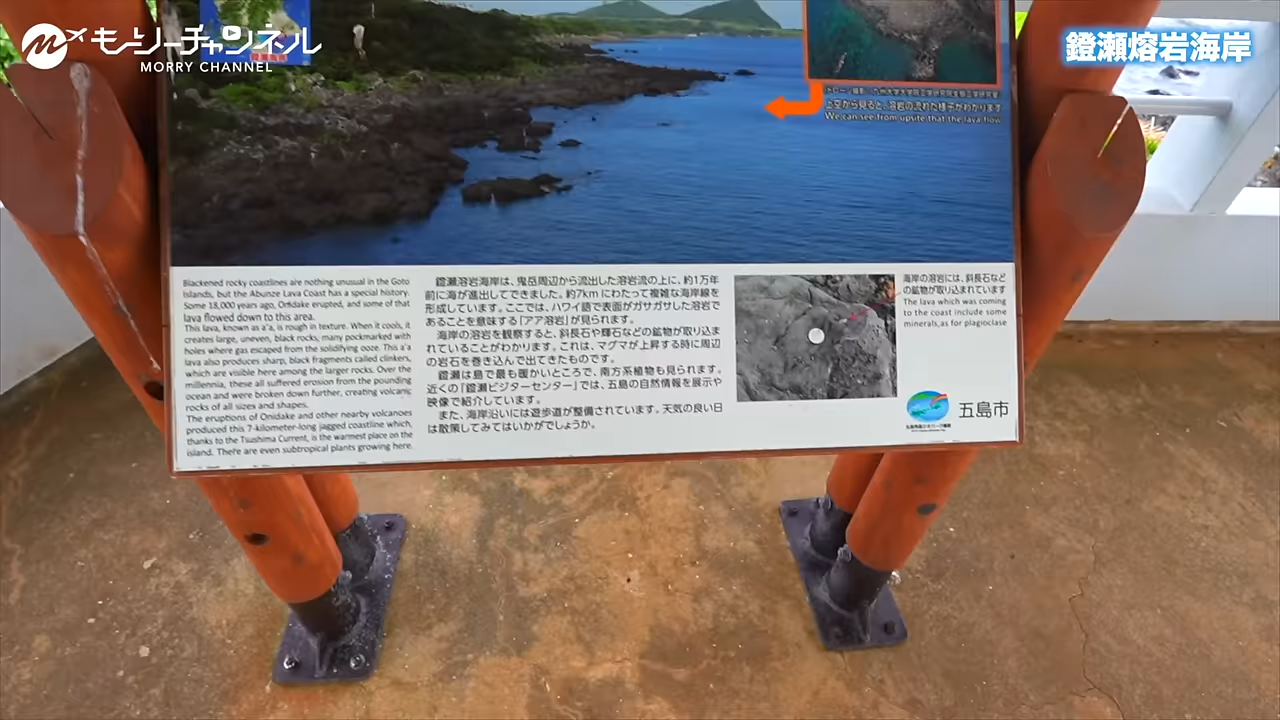 もーリーチャンネル
MORRY CHANNEL
鐙瀬熔岩海岸
上空から見ると、溶岩の流れた様子がわかります
We can see from upsite that the lava flow
Blackened rocky coastlines are nothing unusual in the Goto
Islands, but the Abunze Lava Coast has a special history.
Some 18,000 years ago, Onidake erupted, and some of that
lava flowed down to this area.
This lava, known as a'a, is rough in texture. When it cools, it
creates large, uneven, black rocks, many pockmarked with
holes where gas escaped from the solidifying ooze. This a'a
lava also produces sharp, black fragments called clinkers,
which are visible here among the larger rocks. Over the
millennia, these all suffered erosion from the pounding
ocean and were broken down further, creating volcanic
rocks of all sizes and shapes.
The eruptions of Onidake and other nearby volcanoes
produced this 7-kilometer-long jagged coastline which,
thanks to the Tsushima Current, is the warmest place on the
island. There are even subtropical plants growing here.
鐙瀬溶岩海岸は、鬼岳周辺から流出した溶岩流の上に、約1万年
前に海が進出してできました。約7kmにわたって複雑な海岸線を
形成しています。ここでは、ハワイ語で表面がガサガサした溶岩で
あることを意味する「アア溶岩」が見られます。
海岸の溶岩を観察すると、斜長石や輝石などの鉱物が取り込ま
れていることがわかります。これは、マグマが上昇する時に周辺
の岩石を巻き込んで出てきたものです。
鐙瀬は島で最も暖かいところで、南方系植物も見られます。
近くの「鐙瀬ビジターセンター」では、五島の自然情報を展示や
映像で紹介しています。
また、海岸沿いには遊歩道が整備されています。天気の良い日
は散策してみてはいかがでしょうか。
海岸の溶岩には、斜長石など
の鉱物が取り込まれています
The lava which was coming
to the coast include some
minerals,as for plagioclase
五島市